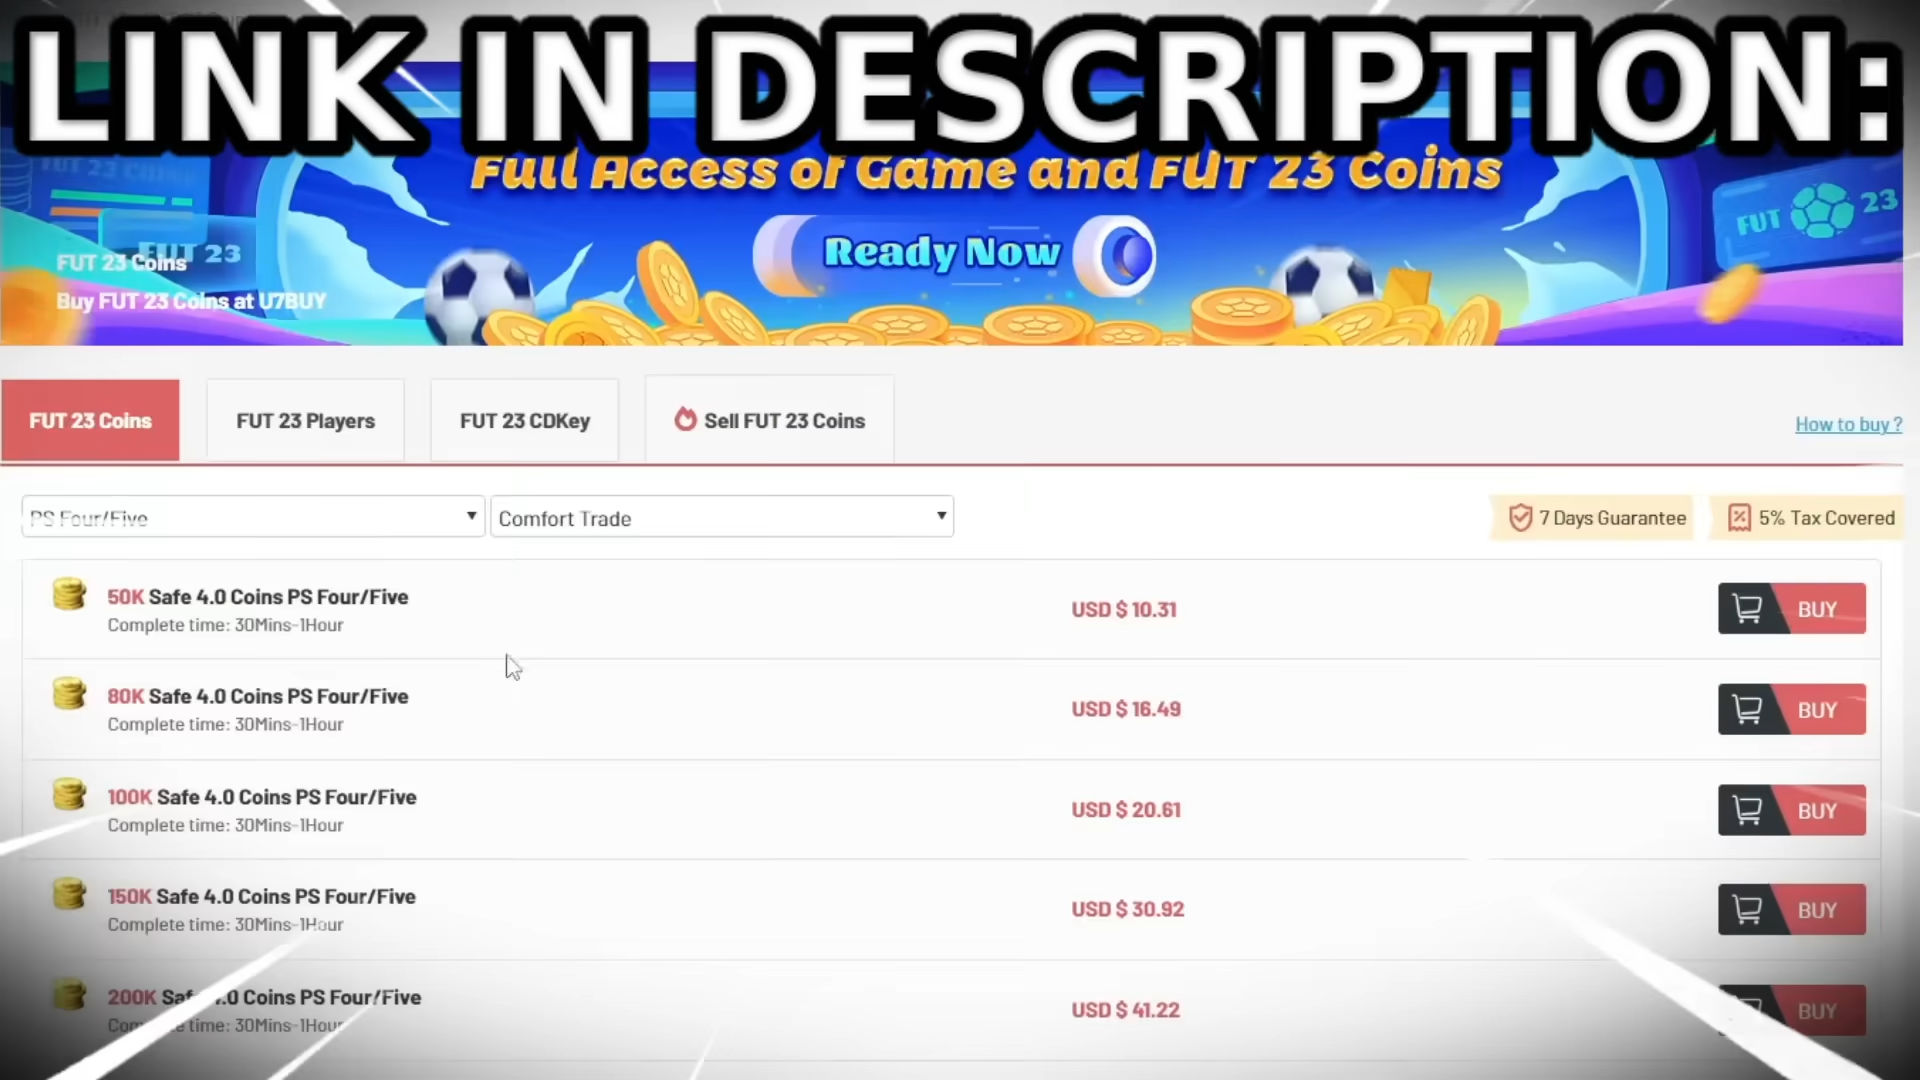 LINK IN DESCRIPTION:
Full Access of Game and FUT 23 Coins
FUT 23
Ready Now
FUT 23
FUT 23 Coins
Buy FUT 23 Coins at U7BUY
FUT 23 Coins
FUT 23 Players
FUT 23 CDKey
Sell FUT 23 Coins
How to buy ?
PS Four/Five
Comfort Trade
7 Days Guarantee
5% Tax Covered
50K Safe 4.0 Coins PS Four/Five
Complete time: 30Mins-1Hour
USD $ 10.31
BUY
80K Safe 4.0 Coins PS Four/Five
Complete time: 30Mins-1Hour
USD $ 16.49
BUY
100K Safe 4.0 Coins PS Four/Five
Complete time: 30Mins-1Hour
USD $ 20.61
BUY
150K Safe 4.0 Coins PS Four/Five
Complete time: 30Mins-1Hour
USD $ 30.92
BUY
200K Safe 4.0 Coins PS Four/Five
Complete time: 30Mins-1Hour
USD $ 41.22
BUY